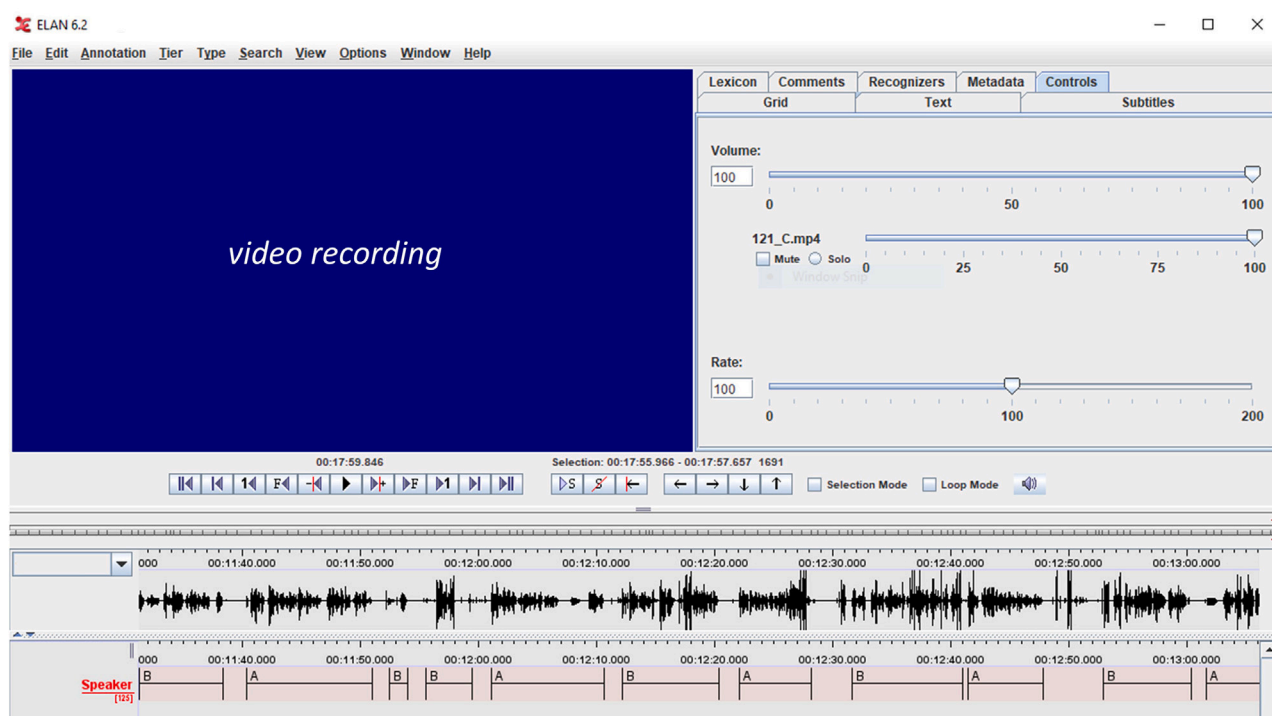 ELAN 6.2
File Edit Annotation Tier Type Search View Options Window Help
Lexicon Comments Recognizers Metadata Controls
Grid Text Subtitles
video recording
Volume:
100
0 50 100
121_C.mp4
Mute Solo
0 25 50 75 100
Window Snip
Rate:
100
0 100 200
00:17:59.846 Selection: 00:17:55.966 - 00:17:57.657 1691
1 F F 1 S S Selection Mode Loop Mode
000 00:11:40.000 00:11:50.000 00:12:00.000 00:12:10.000 00:12:20.000 00:12:30.000 00:12:40.000 00:12:50.000 00:13:00.000
000 00:11:40.000 00:11:50.000 00:12:00.000 00:12:10.000 00:12:20.000 00:12:30.000 00:12:40.000 00:12:50.000 00:13:00.000
B A B B A B A B A B A
Speaker
[125]